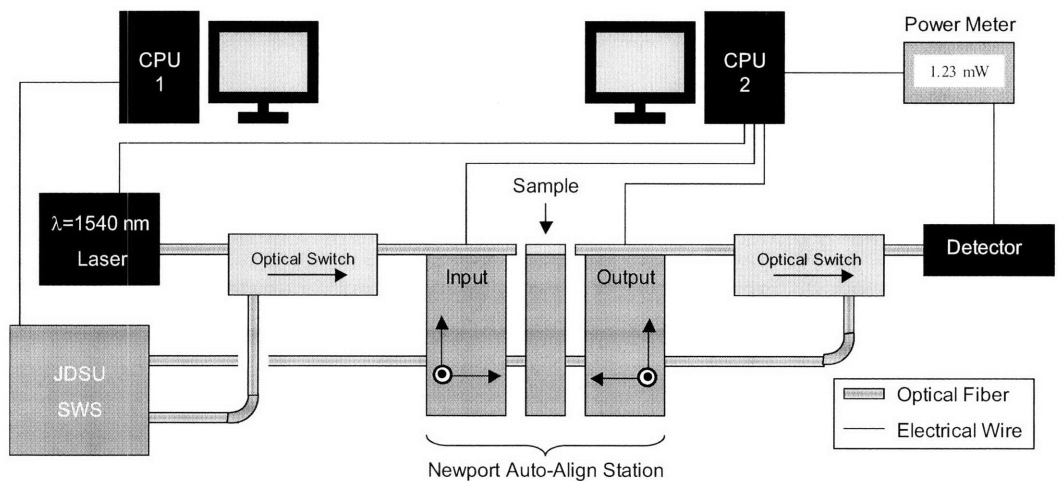 CPU
1
CPU
2
Power Meter
1.23 mW
Sample
λ=1540 nm
Laser
Optical Switch
Input
Output
Optical Switch
Detector
JDSU
SWS
Optical Fiber
Electrical Wire
Newport Auto-Align Station